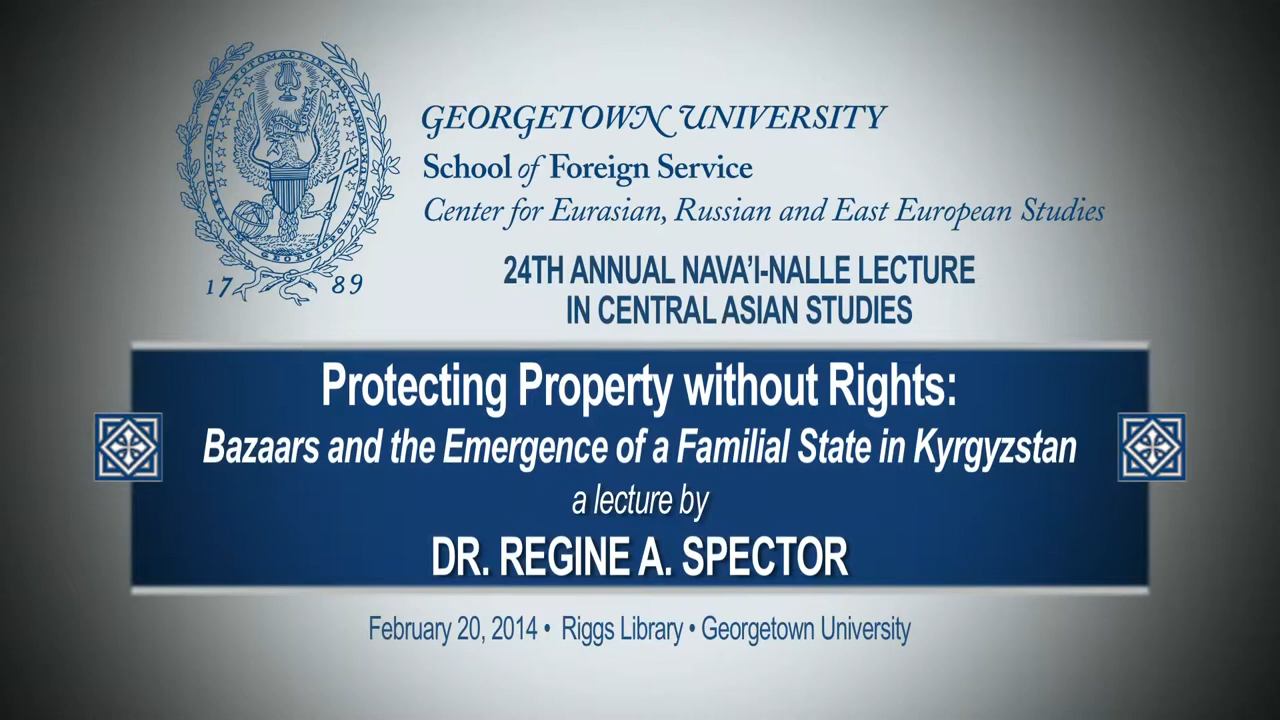 GEORGETOWN UNIVERSITY
School of Foreign Service
Center for Eurasian, Russian and East European Studies
17 89
24TH ANNUAL NAVA'I-NALLE LECTURE
IN CENTRAL ASIAN STUDIES
Protecting Property without Rights:
Bazaars and the Emergence of a Familial State in Kyrgyzstan
a lecture by
DR. REGINE A. SPECTOR
February 20, 2014 • Riggs Library • Georgetown University